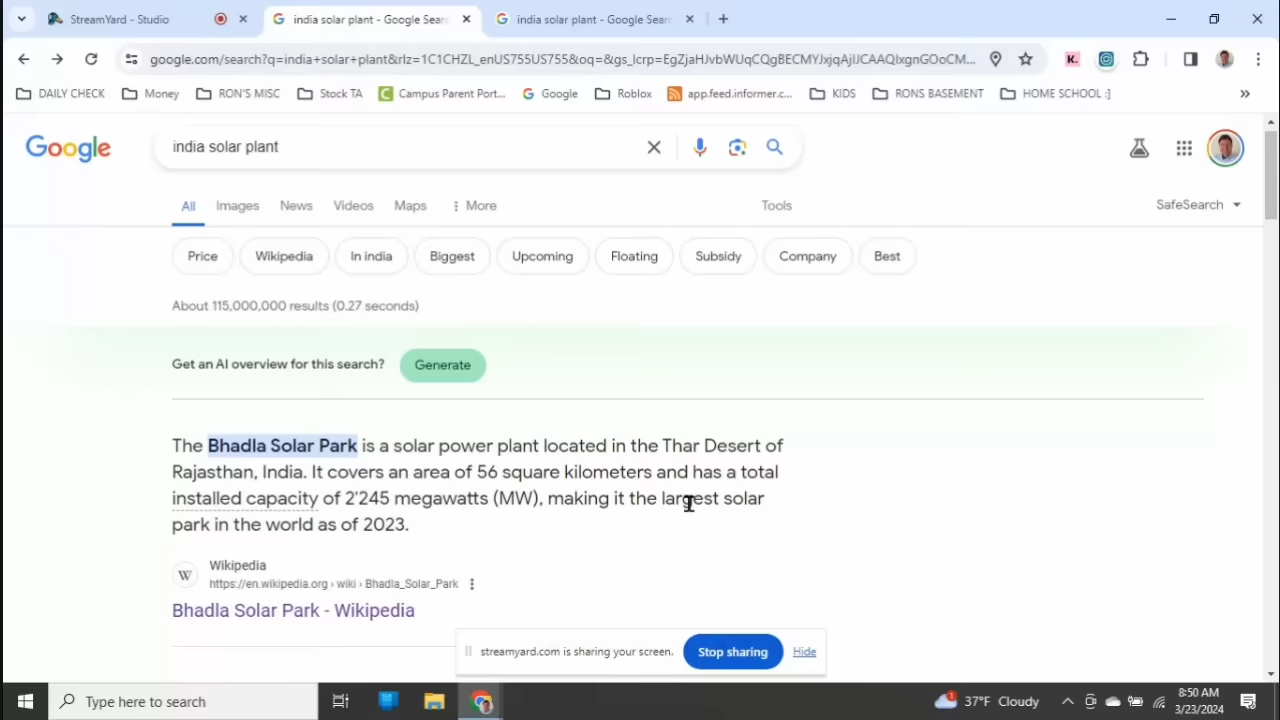 StreamYard - Studio
india solar plant - Google Sear
india solar plant - Google Sear
google.com/search?q=india+solar+plant&rlz=1C1CHZL_enUS755US755&oq=&gs_lcrp=EgZjaHJvbWUqCQgBECMYJxjqAjIJCAAQIxgnGOoCM...
DAILY CHECK
Money
RON'S MISC
Stock TA
Campus Parent Port...
Google
Roblox
app.feed.informer.c...
KIDS
RONS BASEMENT
HOME SCHOOL :]
Google
india solar plant
All
Images
News
Videos
Maps
More
Tools
SafeSearch
Price
Wikipedia
In india
Biggest
Upcoming
Floating
Subsidy
Company
Best
About 115,000,000 results (0.27 seconds)
Get an AI overview for this search?
Generate
The Bhadla Solar Park is a solar power plant located in the Thar Desert of
Rajasthan, India. It covers an area of 56 square kilometers and has a total
installed capacity of 2'245 megawatts (MW), making it the largest solar
park in the world as of 2023.
W
Wikipedia
https://en.wikipedia.org › wiki › Bhadla_Solar_Park
Bhadla Solar Park - Wikipedia
streamyard.com is sharing your screen.
Stop sharing
Hide
Type here to search
1
37°F Cloudy
8:50 AM
3/23/2024